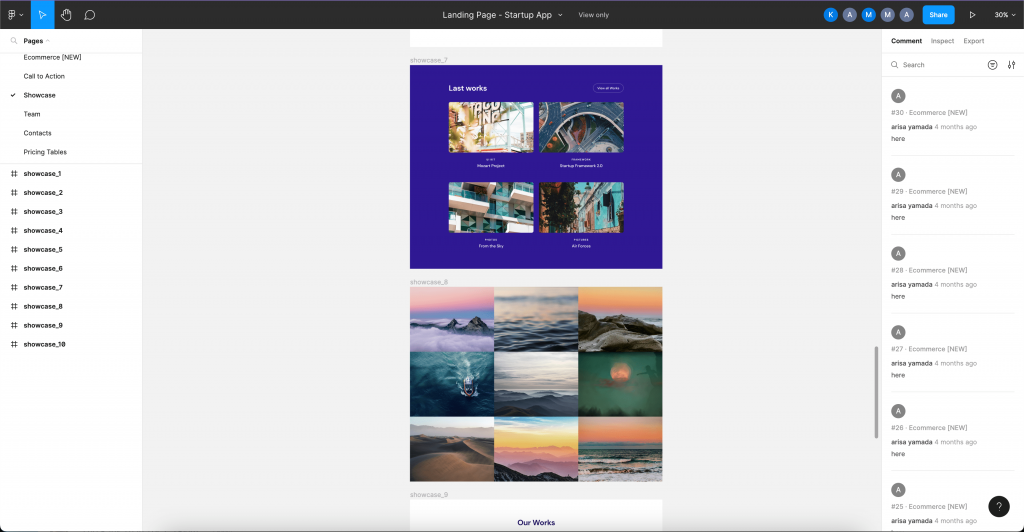 Landing Page - Startup App
View only
K
A
M
M
A
Share
30%
Pages
Ecommerce [NEW]
Call to Action
Showcase
Team
Contacts
Pricing Tables
showcase_1
showcase_2
showcase_3
showcase_4
showcase_5
showcase_6
showcase_7
showcase_8
showcase_9
showcase_10
showcase_7
Last works
View all Works
Mozart Project
FRAMEWORK
Startup Framework 2.0
PHOTOS
From the Sky
PICTURES
Air Forces
showcase_8
showcase_9
Our Works
Comment
Inspect
Export
Search
A
#30 · Ecommerce [NEW]
arisa yamada 4 months ago
here
A
#29 · Ecommerce [NEW]
arisa yamada 4 months ago
here
A
#28 · Ecommerce [NEW]
arisa yamada 4 months ago
here
A
#27 · Ecommerce [NEW]
arisa yamada 4 months ago
here
A
#26 · Ecommerce [NEW]
arisa yamada 4 months ago
here
A
#25 · Ecommerce [NEW]
arisa yamada 4 months ago
?